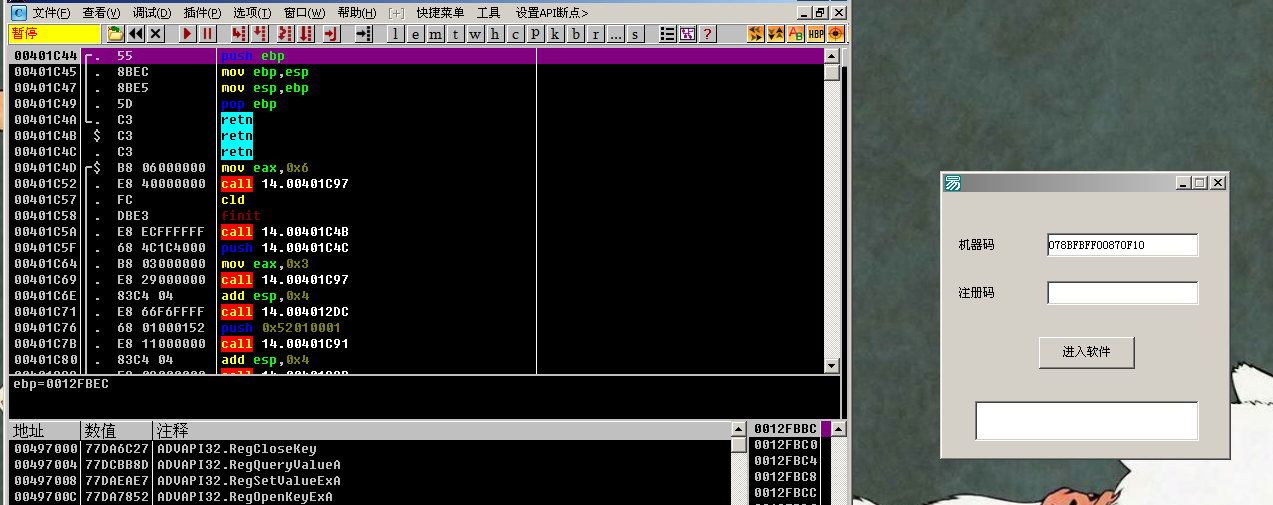 C 文件(F) 查看(V) 调试(D) 插件(P) 选项(T) 窗口(W) 帮助(H) [+] 快捷菜单 工具 设置API断点>
暂停 l e m t w h c p k b r ... s ? HBP
00401C44 . 55 push ebp
00401C45 . 8BEC mov ebp,esp
00401C47 . 8BE5 mov esp,ebp
00401C49 . 5D pop ebp
00401C4A . C3 retn
00401C4B $ C3 retn
00401C4C . C3 retn
00401C4D $ B8 06000000 mov eax,0x6
00401C52 . E8 40000000 call 14.00401C97
00401C57 . FC cld
00401C58 . DBE3 finit
00401C5A . E8 ECFFFFFF call 14.00401C4B
00401C5F . 68 4C1C4000 push 14.00401C4C
00401C64 . B8 03000000 mov eax,0x3
00401C69 . E8 29000000 call 14.00401C97
00401C6E . 83C4 04 add esp,0x4
00401C71 . E8 66F6FFFF call 14.004012DC
00401C76 . 68 01000152 push 0x52010001
00401C7B . E8 11000000 call 14.00401C91
00401C80 . 83C4 04 add esp,0x4
ebp=0012FBEC
地址 数值 注释
00497000 77DA6C27 ADVAPI32.RegCloseKey
00497004 77DCBB8D ADVAPI32.RegQueryValueA
00497008 77DAEAE7 ADVAPI32.RegSetValueExA
0049700C 77DA7852 ADVAPI32.RegOpenKeyExA
0012FBBC
0012FBC0
0012FBC4
0012FBC8
0012FBCC
易
机器码 078BFBFF00870F10
注册码
进入软件